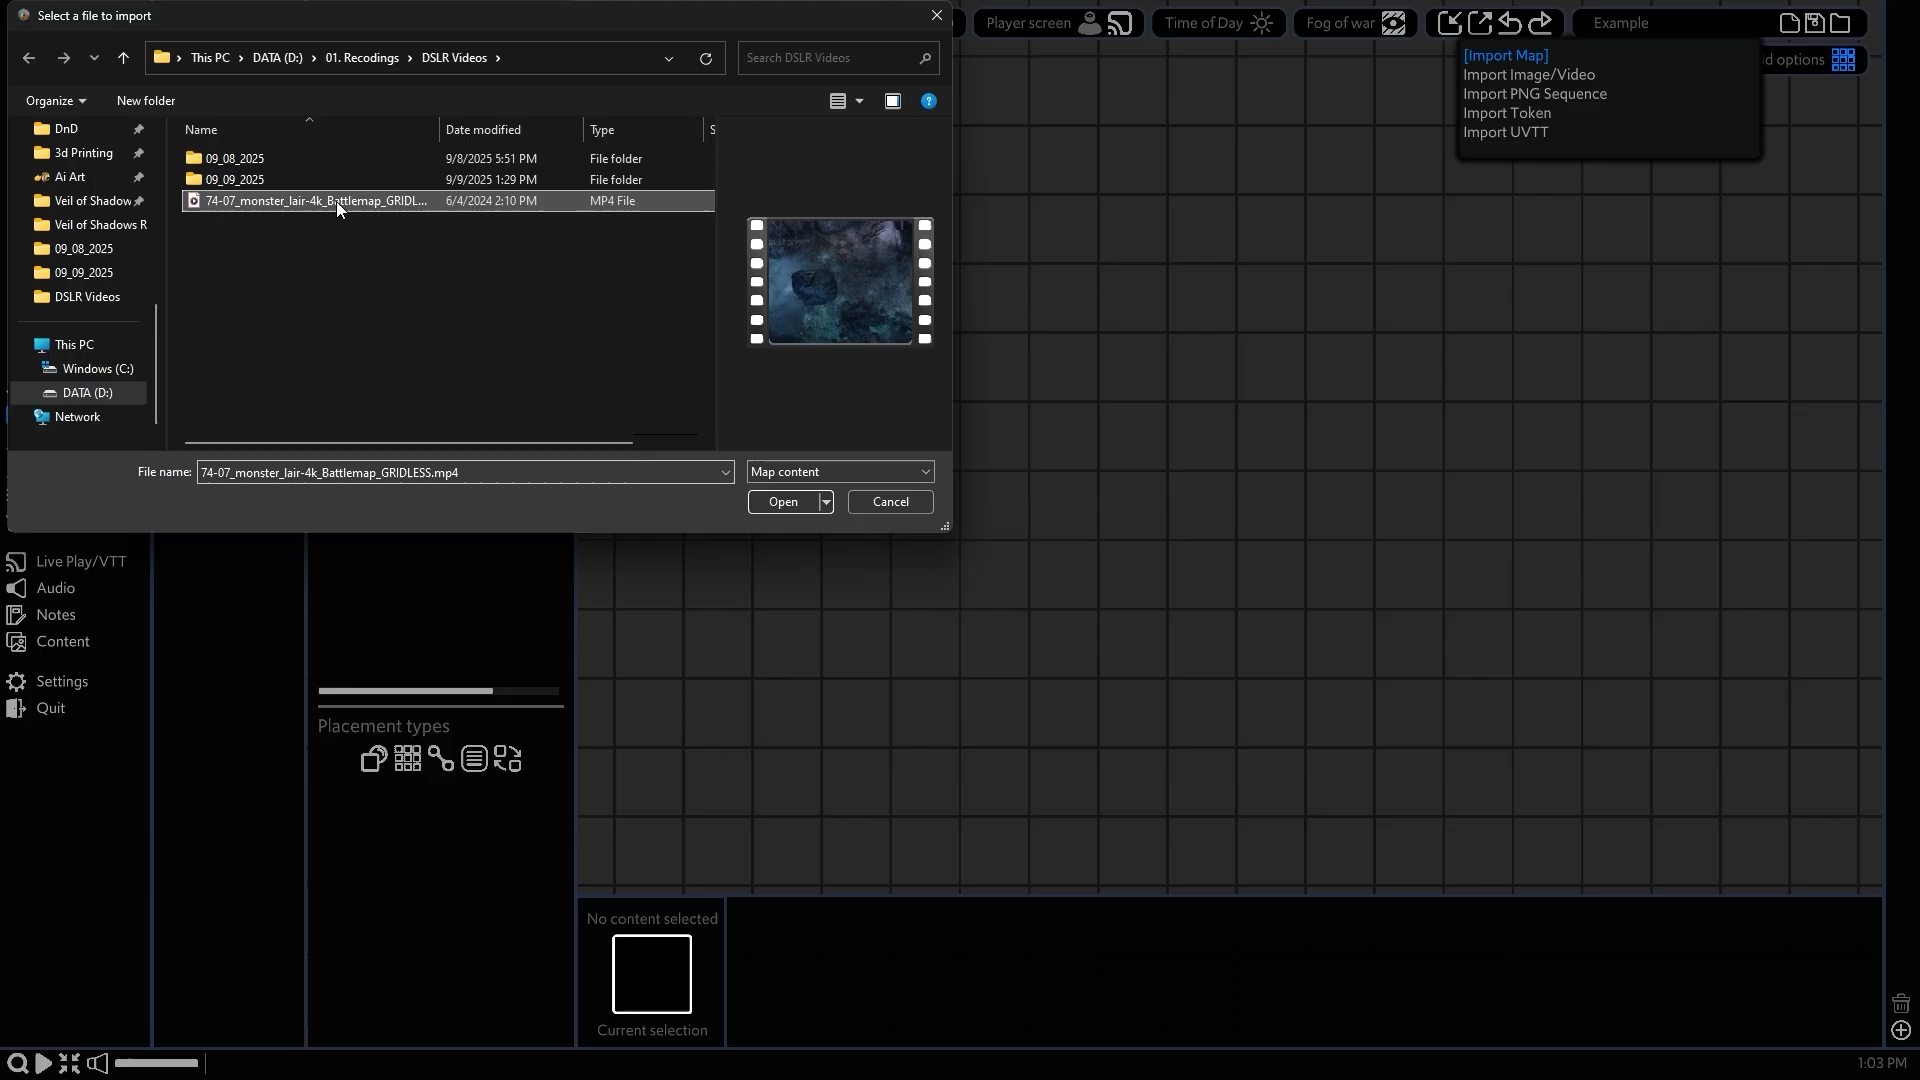 Select a file to import
This PC > DATA (D:) > 01. Recodings > DSLR Videos >
Search DSLR Videos
Organize
New folder
Name
Date modified
Type
S
09_08_2025
9/8/2025 5:51 PM
File folder
09_09_2025
9/9/2025 1:29 PM
File folder
74-07_monster_lair-4k_Battlemap_GRIDL...
6/4/2024 2:10 PM
MP4 File
DnD
3d Printing
Ai Art
Veil of Shadow
Veil of Shadows R
09_08_2025
09_09_2025
DSLR Videos
This PC
Windows (C:)
DATA (D:)
Network
File name:
74-07_monster_lair-4k_Battlemap_GRIDLESS.mp4
Map content
Open
Cancel
Player screen
Time of Day
Fog of war
Example
[Import Map]
Import Image/Video
Import PNG Sequence
Import Token
Import UVTT
id options
Live Play/VTT
Audio
Notes
Content
Settings
Quit
Placement types
No content selected
Current selection
1:03 PM